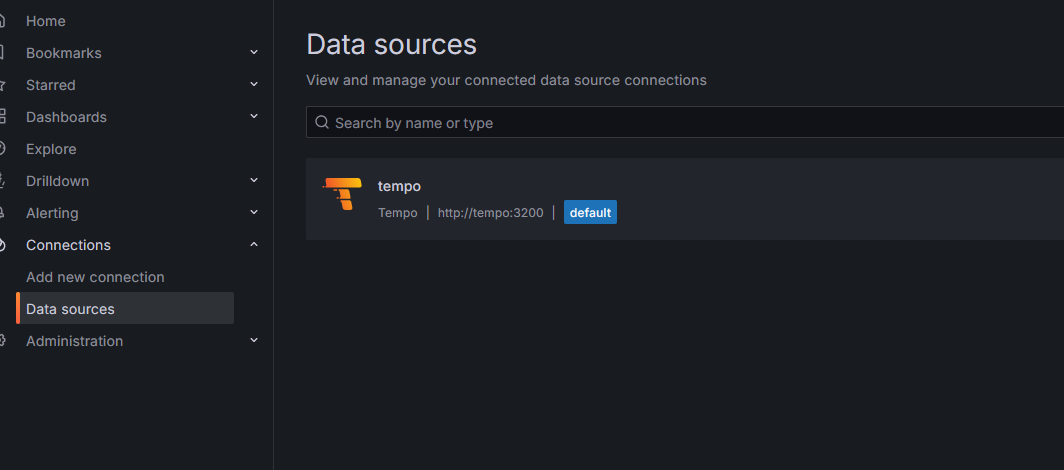 Home
Bookmarks
Starred
Dashboards
Explore
Drilldown
Alerting
Connections
Add new connection
Data sources
Administration
Data sources
View and manage your connected data source connections
Search by name or type
tempo
Tempo | http://tempo:3200 | default